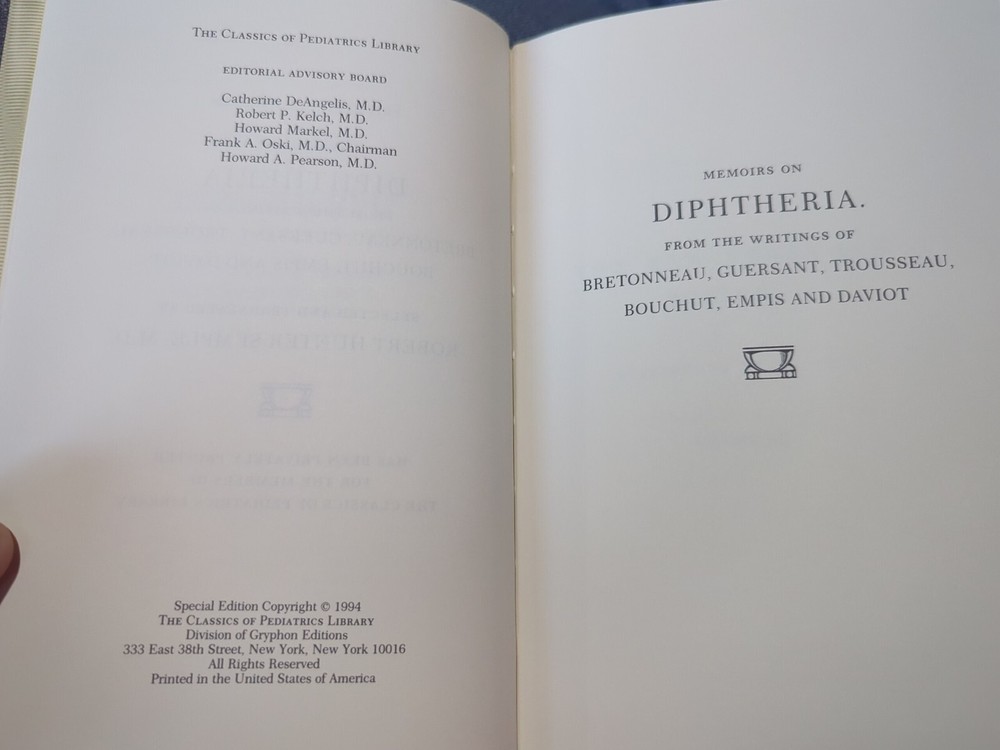 THE CLASSICS OF PEDIATRICS LIBRARY
EDITORIAL ADVISORY BOARD
Catherine DeAngelis, M.D.
Robert P. Kelch, M.D.
Howard Markel, M.D.
Frank A. Oski, M.D., Chairman
Howard A. Pearson, M.D.
Special Edition Copyright © 1994
THE CLASSICS OF PEDIATRICS LIBRARY
Division of Gryphon Editions
333 East 38th Street, New York, New York 10016
All Rights Reserved
Printed in the United States of America
MEMOIRS ON
DIPHTHERIA.
FROM THE WRITINGS OF
BRETONNEAU, GUERSANT, TROUSSEAU,
BOUCHUT, EMPIS AND DAVIOT